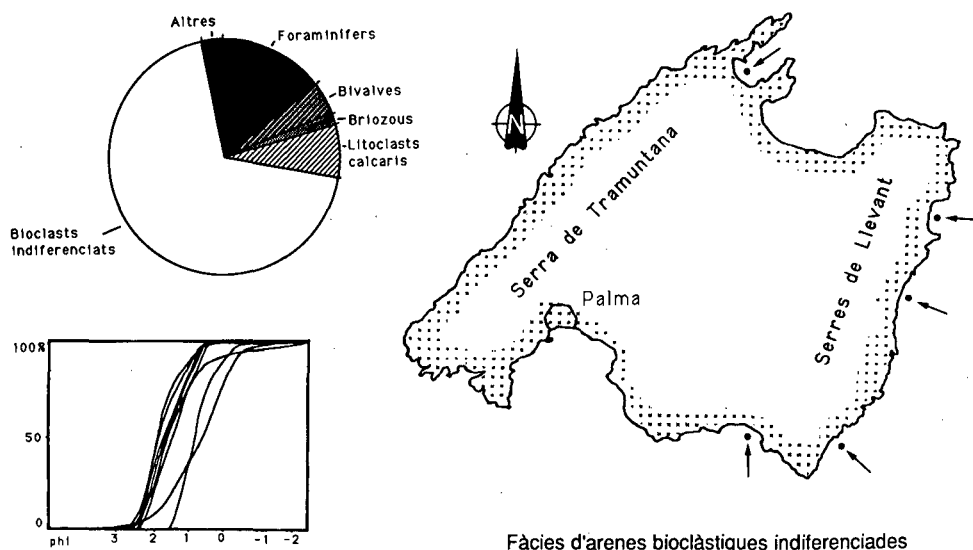 Altres
Foraminífers
Bivalves
Briozous
Litoclasts
calcaris
Bioclasts
indiferenciats
N
Serra de Tramuntana
Palma
Serres de Llevant
100%
50
0
phi 3 2 1 0 -1 -2
Fàcies d'arenes bioclàstiques indiferenciades